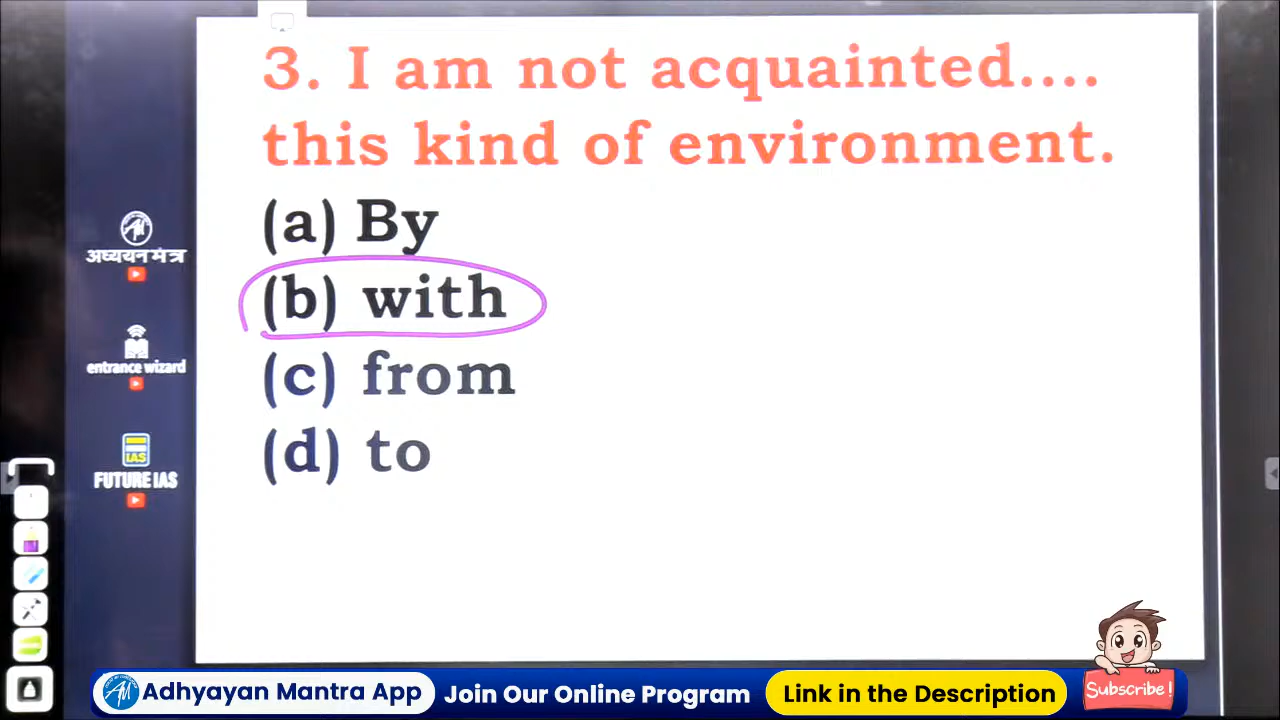 3. I am not acquainted....
this kind of environment.
(a) By
(b) with
(c) from
(d) to
अध्ययन मंत्र
entrance wizard
IAS
FUTURE IAS
Adhyayan Mantra App
Join Our Online Program
Link in the Description
Subscribe!